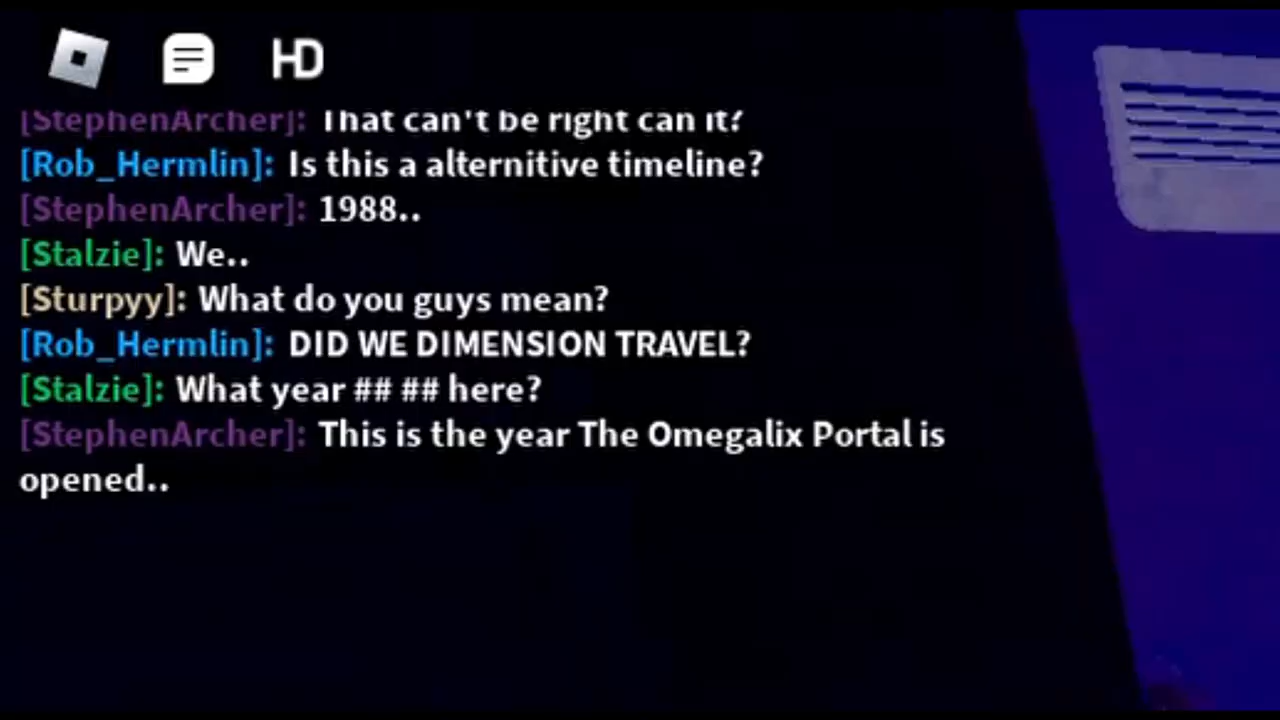 HD
[StephenArcher]: That can't be right can it?
[Rob_Hermlin]: Is this a alternitive timeline?
[StephenArcher]: 1988..
[Stalzie]: We..
[Sturpyy]: What do you guys mean?
[Rob_Hermlin]: DID WE DIMENSION TRAVEL?
[Stalzie]: What year ## ## here?
[StephenArcher]: This is the year The Omegalix Portal is
opened..